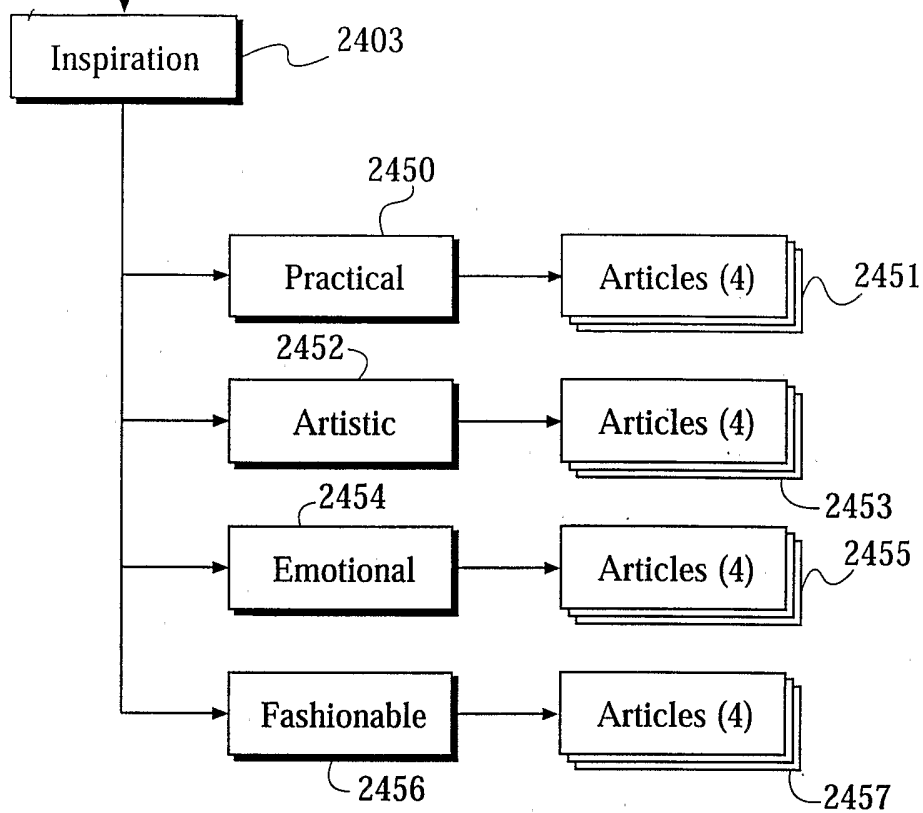 Inspiration
2403
2450
Practical
Articles (4)
2451
2452
Artistic
Articles (4)
2453
2454
Emotional
Articles (4)
2455
Fashionable
Articles (4)
2456
2457